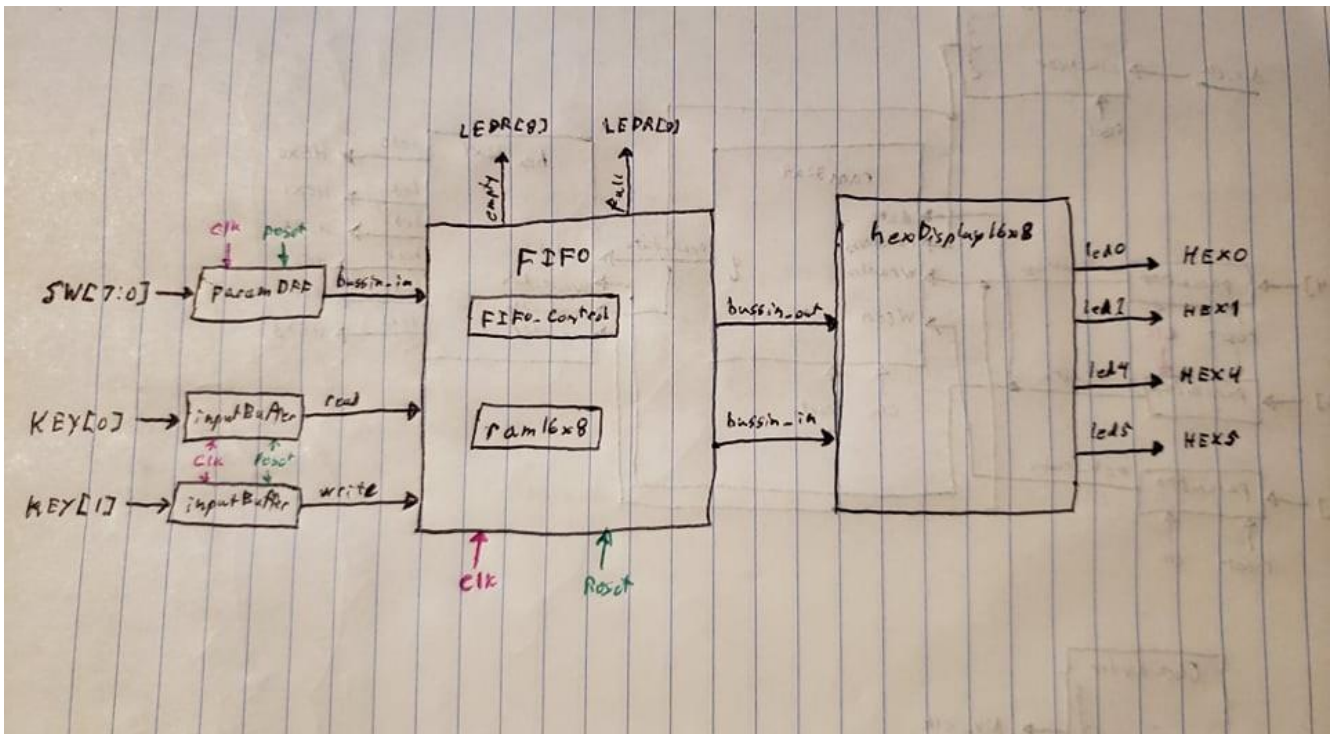 LEDR[8] LEDR[9]
empty full
clk reset
FIFO
hexDisplay16x8
SW[7:0] paramDFF bussin_in
led0 HEX0
FIFO_Control
bussin_out
led1 HEX1
KEY[0] inputBuffer read
ram16x8
led4 HEX4
clk reset
bussin_in
led5 HEX5
KEY[1] inputBuffer write
Clk Reset